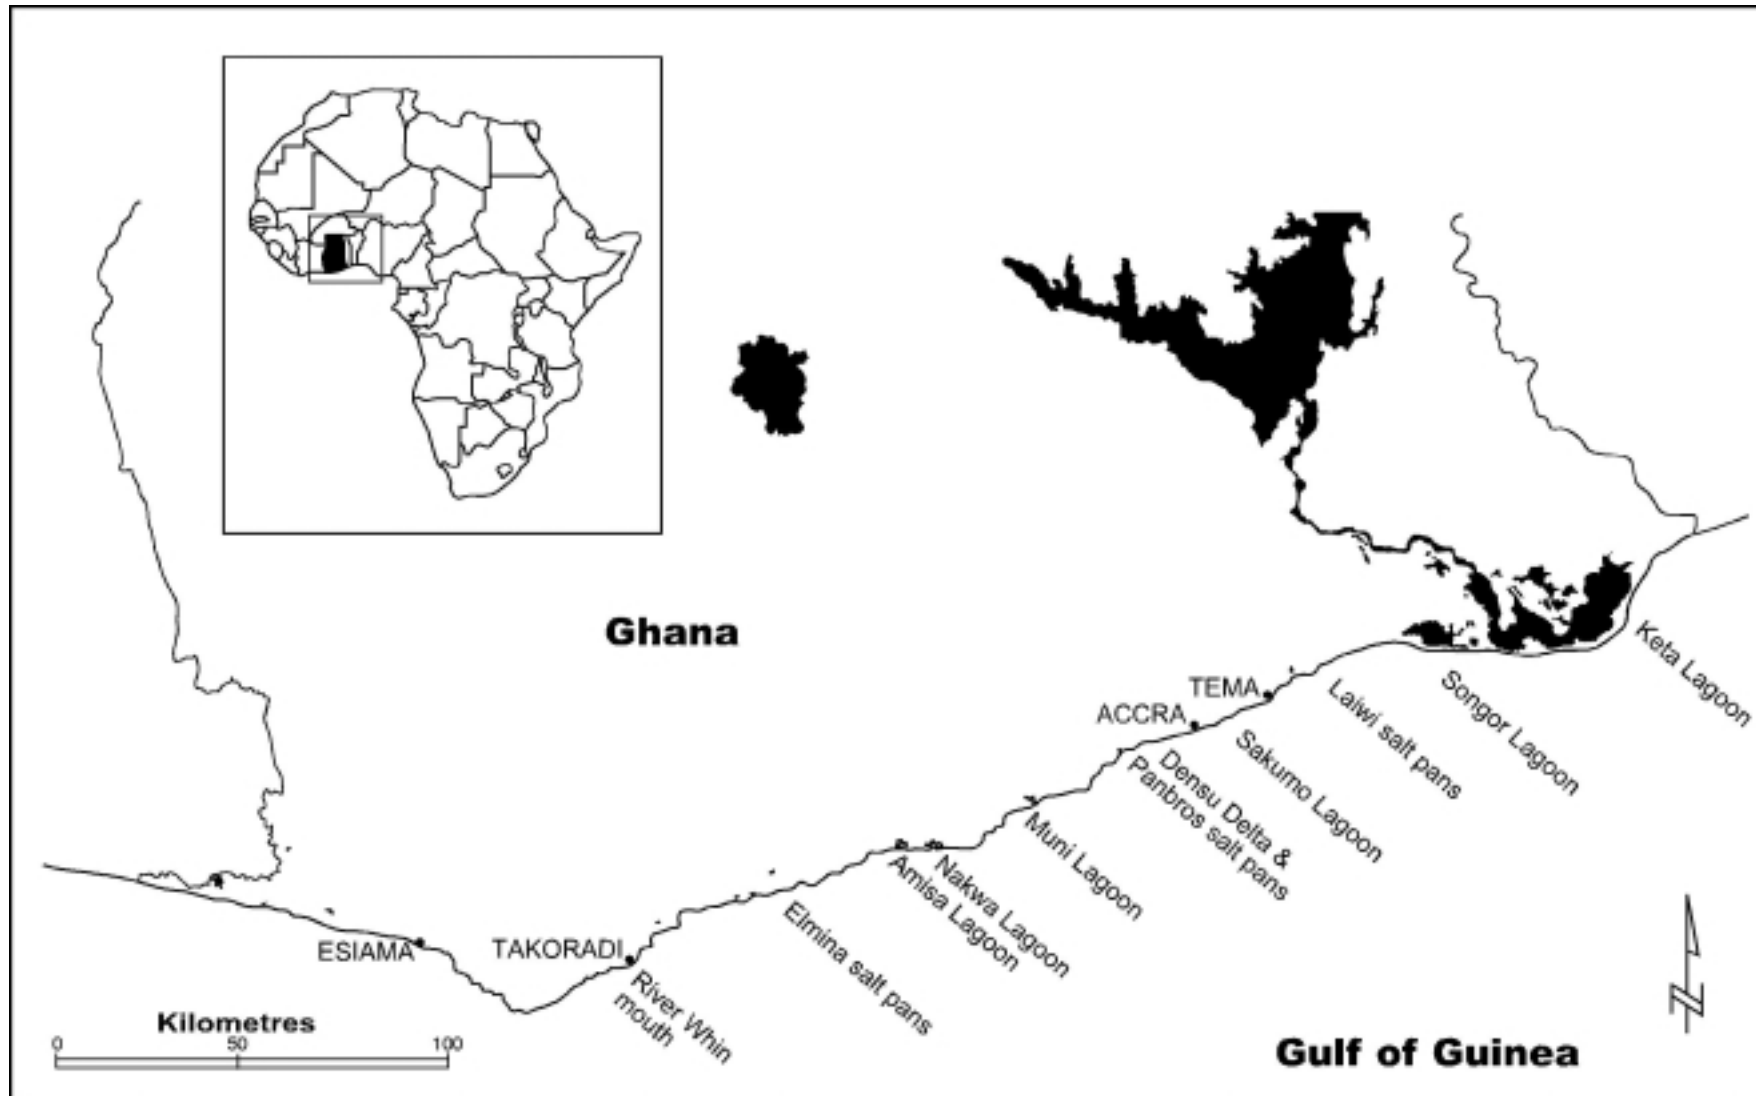 Ghana
Keta Lagoon
Songor Lagoon
TEMA
Laiwi salt pans
ACCRA
Sakumo Lagoon
Densu Delta &
Panbros salt pans
Muni Lagoon
Nakwa Lagoon
Amisa Lagoon
Elmina salt pans
ESIAMA
TAKORADI
River Whin
mouth
Kilometres
0 50 100
N
Gulf of Guinea